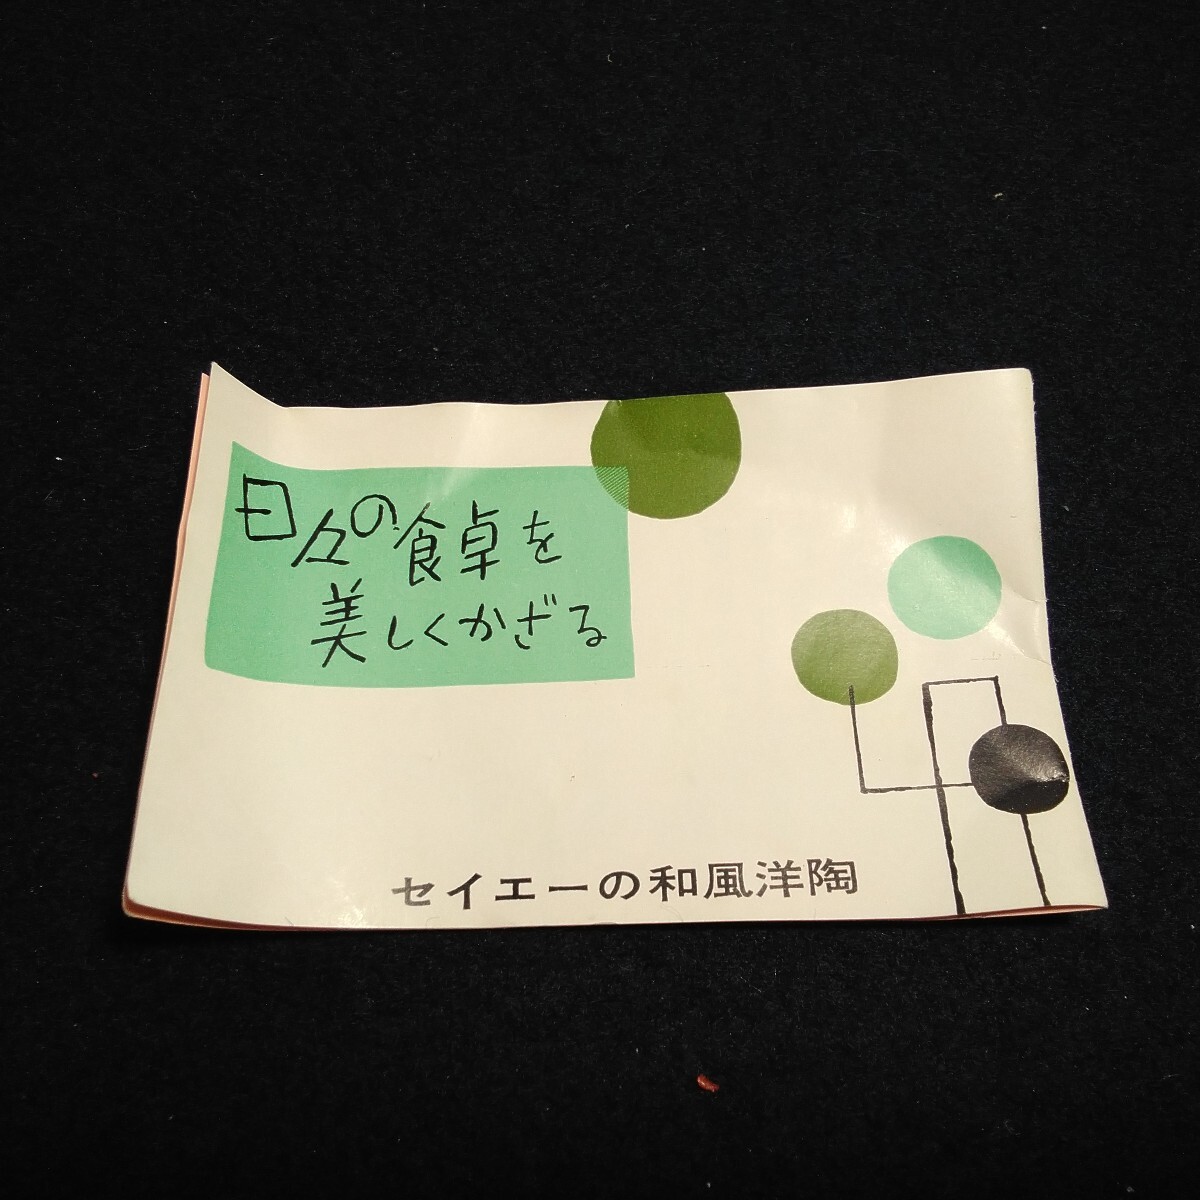 日々の食卓を
美しくかざる
セイエーの和風洋陶